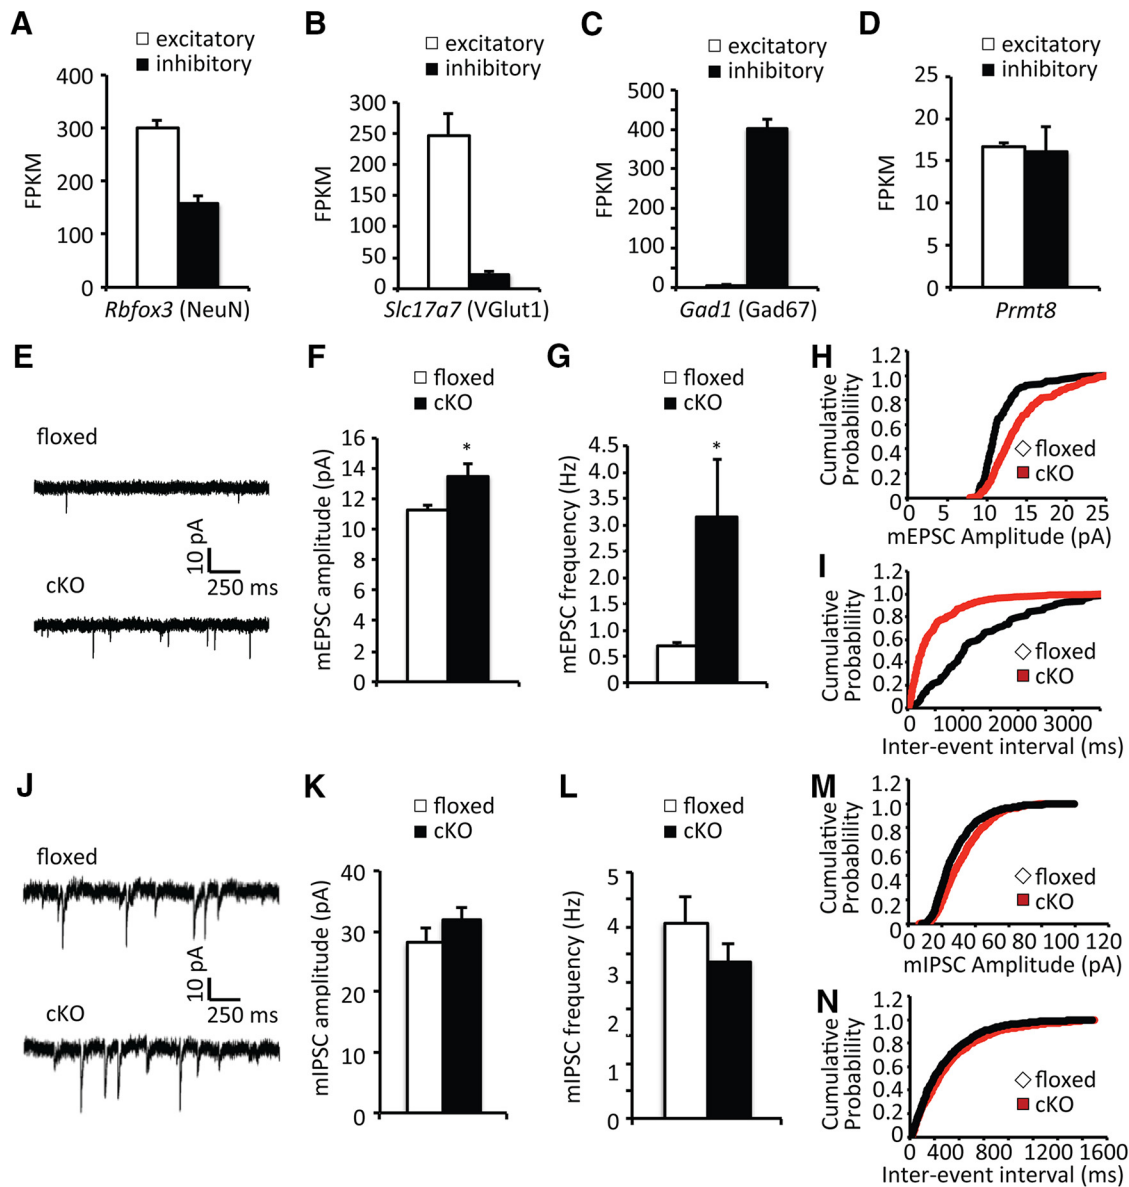 A
excitatory
inhibitory
400
300
200
100
0
FPKM
Rbfox3 (NeuN)
B
excitatory
inhibitory
300
250
200
150
100
50
0
FPKM
Slc17a7 (VGlut1)
C
excitatory
inhibitory
500
400
300
200
100
0
FPKM
Gad1 (Gad67)
D
excitatory
inhibitory
25
20
15
10
5
0
FPKM
Prmt8
E
floxed
10 pA
250 ms
cKO
F
floxed
cKO
16
14
12
10
8
6
4
2
0
mEPSC amplitude (pA)
*
G
floxed
cKO
4.5
4.0
3.5
3.0
2.5
2.0
1.5
1.0
0.5
0
mEPSC frequency (Hz)
*
H
Cumulative
Probablility
1.2
1.0
0.8
0.6
0.4
0.2
0
floxed
cKO
0 5 10 15 20 25
mEPSC Amplitude (pA)
I
Cumulative
Probablility
1.2
1.0
0.8
0.6
0.4
0.2
0
floxed
cKO
0 1000 2000 3000
Inter-event interval (ms)
J
floxed
10 pA
250 ms
cKO
K
floxed
cKO
40
30
20
10
0
mIPSC amplitude (pA)
L
floxed
cKO
5
4
3
2
1
0
mIPSC frequency (Hz)
M
Cumulative
Probablility
1.2
1.0
0.8
0.6
0.4
0.2
0
floxed
cKO
0 20 40 60 80 100 120
mIPSC Amplitude (pA)
N
Cumulative
Probablility
1.2
1.0
0.8
0.6
0.4
0.2
0
floxed
cKO
0 400 800 1200 1600
Inter-event interval (ms)